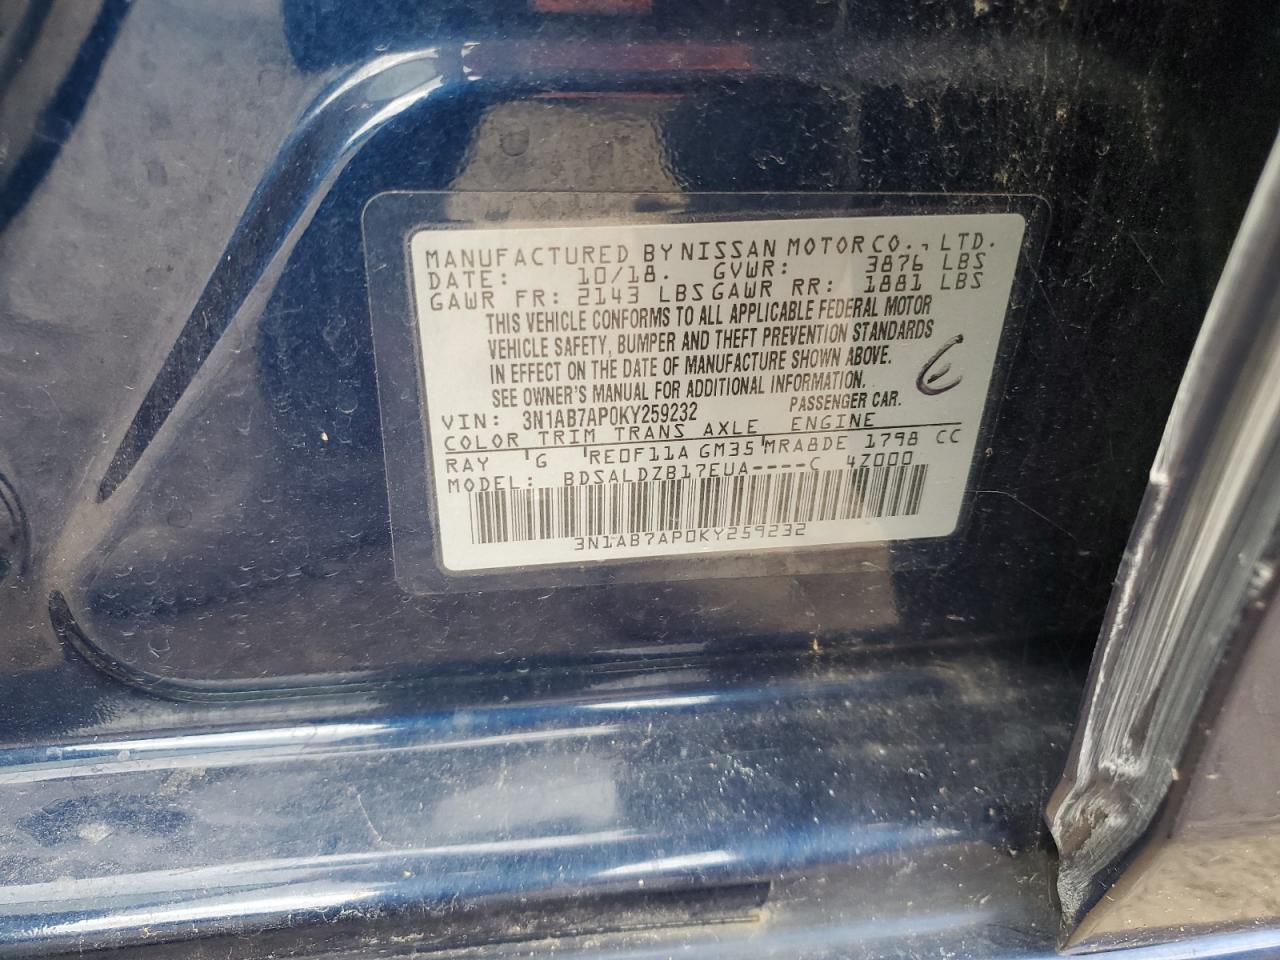 MANUFACTURED BY NISSAN MOTOR CO., LTD.
DATE: 10/18. GVWR: 3876 LBS
GAWR FR: 2143 LBS GAWR RR: 1881 LBS
THIS VEHICLE CONFORMS TO ALL APPLICABLE FEDERAL MOTOR
VEHICLE SAFETY, BUMPER AND THEFT PREVENTION STANDARDS
IN EFFECT ON THE DATE OF MANUFACTURE SHOWN ABOVE.
SEE OWNER'S MANUAL FOR ADDITIONAL INFORMATION.
VIN: 3N1AB7AP0KY259232 PASSENGER CAR.
COLOR TRIM TRANS AXLE ENGINE
RAY G RE0F11A GM35 MRA8DE 1798 CC
MODEL: BDSALDZB17EUA----C 4Z000
3N1AB7AP0KY259232